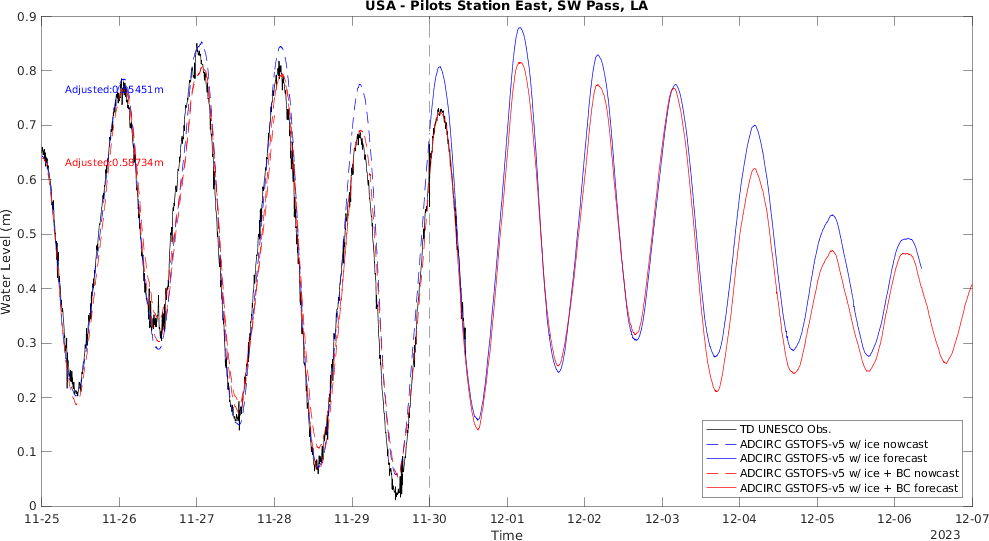 USA - Pilots Station East, SW Pass, LA
0.9
0.8
0.7
0.6
0.5
0.4
0.3
0.2
0.1
0
Water Level (m)
Adjusted:0.58734m
TD UNESCO Obs.
ADCIRC GSTOFS-v5 w/ ice nowcast
ADCIRC GSTOFS-v5 w/ ice forecast
ADCIRC GSTOFS-v5 w/ ice + BC nowcast
ADCIRC GSTOFS-v5 w/ ice + BC forecast
11-25 11-26 11-27 11-28 11-29 11-30 12-01 12-02 12-03 12-04 12-05 12-06 12-07
Time
2023